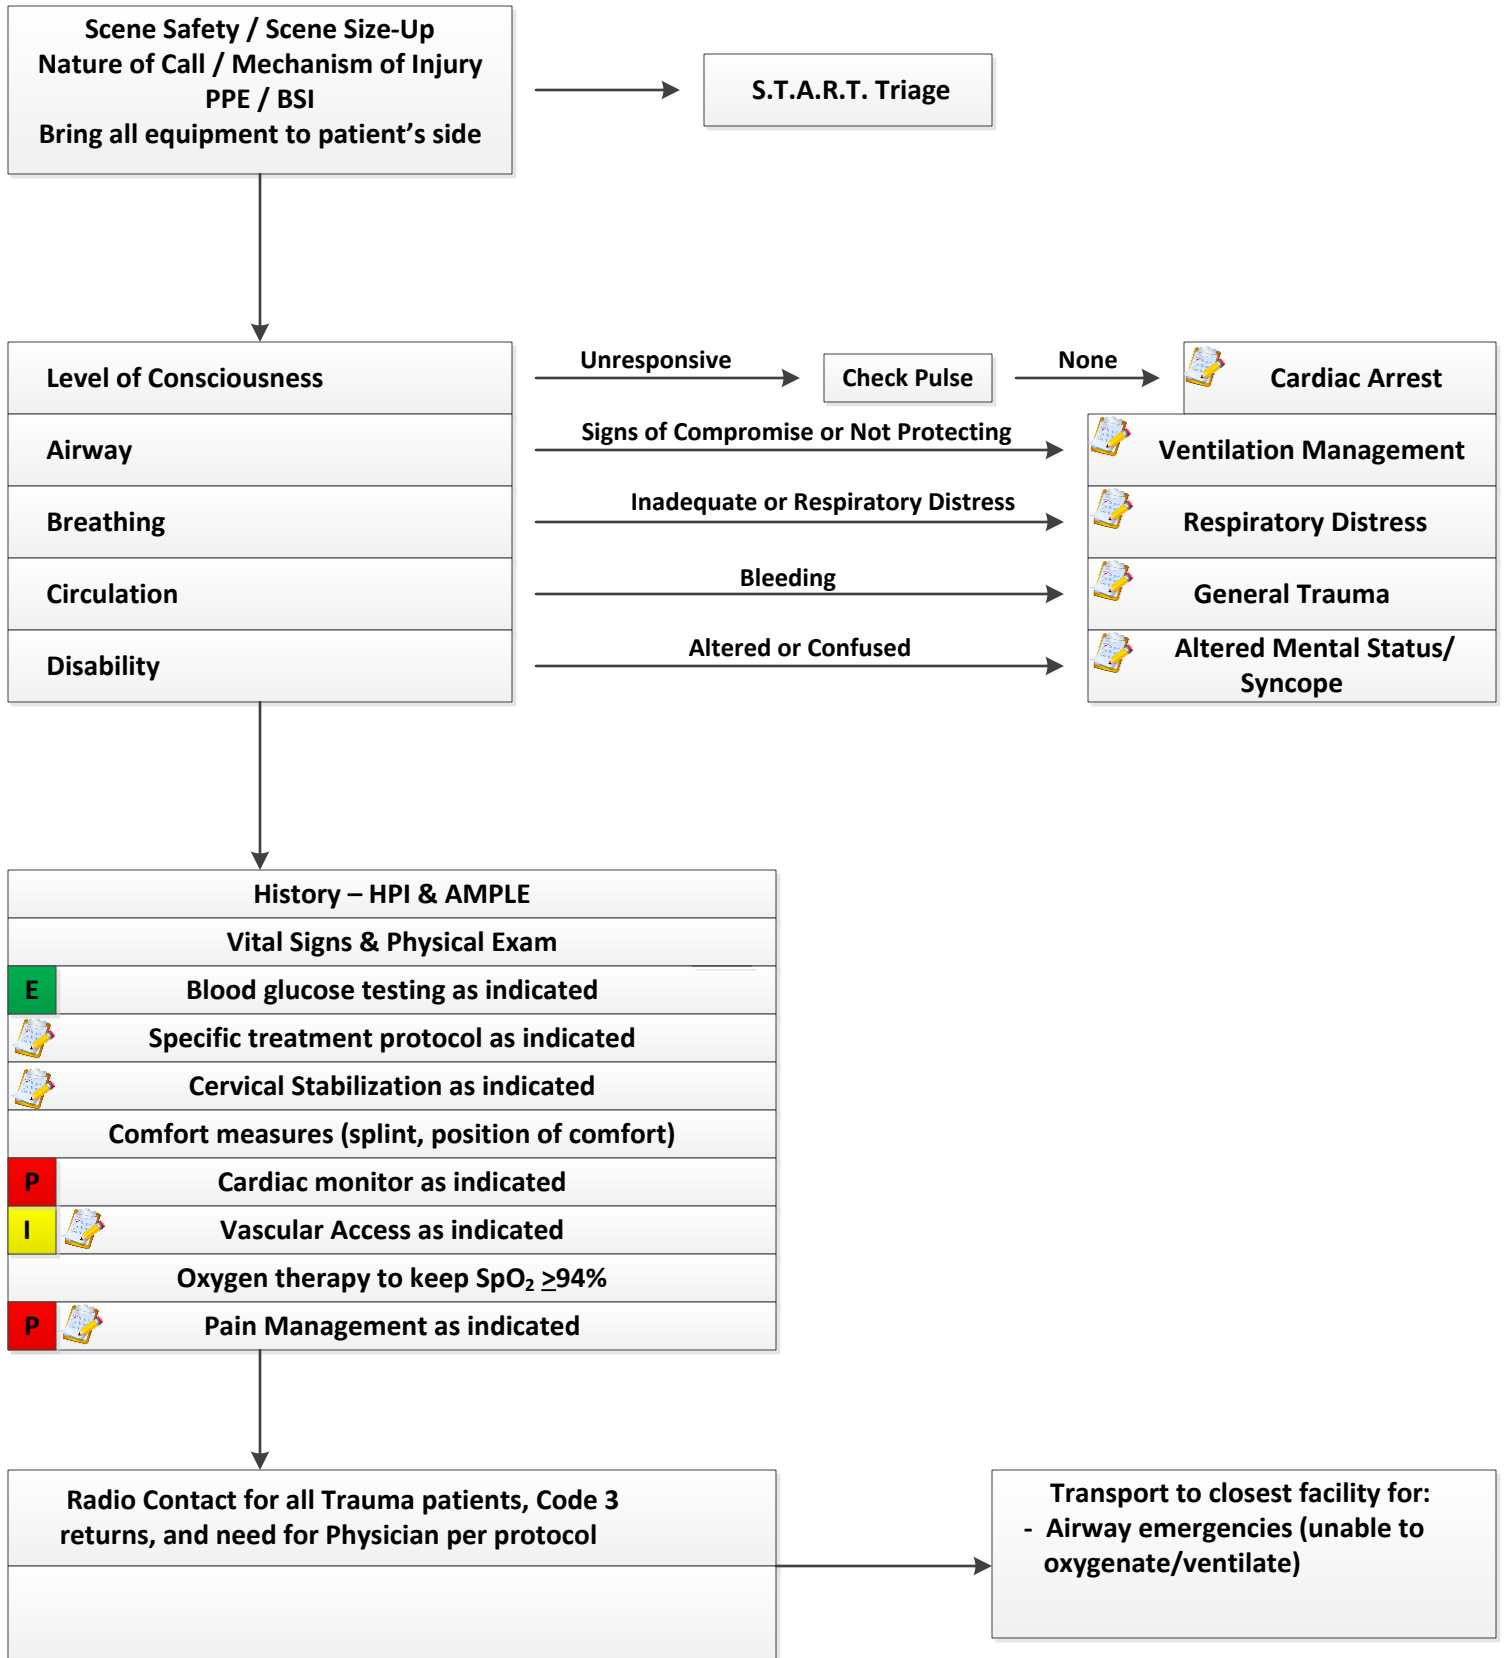 Scene Safety / Scene Size-Up
Nature of Call / Mechanism of Injury
PPE / BSI
Bring all equipment to patient’s side
S.T.A.R.T. Triage
Level of Consciousness
Unresponsive
Check Pulse
None
Cardiac Arrest
Airway
Signs of Compromise or Not Protecting
Ventilation Management
Breathing
Inadequate or Respiratory Distress
Respiratory Distress
Circulation
Bleeding
General Trauma
Disability
Altered or Confused
Altered Mental Status/
Syncope
History – HPI & AMPLE
Vital Signs & Physical Exam
E Blood glucose testing as indicated
Specific treatment protocol as indicated
Cervical Stabilization as indicated
Comfort measures (splint, position of comfort)
P Cardiac monitor as indicated
I Vascular Access as indicated
Oxygen therapy to keep SpO₂ ≥94%
P Pain Management as indicated
Radio Contact for all Trauma patients, Code 3
returns, and need for Physician per protocol
Transport to closest facility for:
- Airway emergencies (unable to
oxygenate/ventilate)